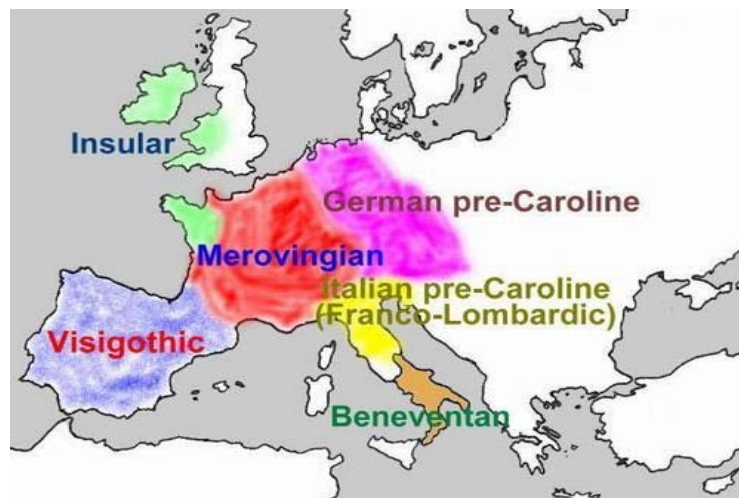 Insular
German pre-Caroline
Merovingian
Italian pre-Caroline
(Franco-Lombardic)
Visigothic
Beneventan